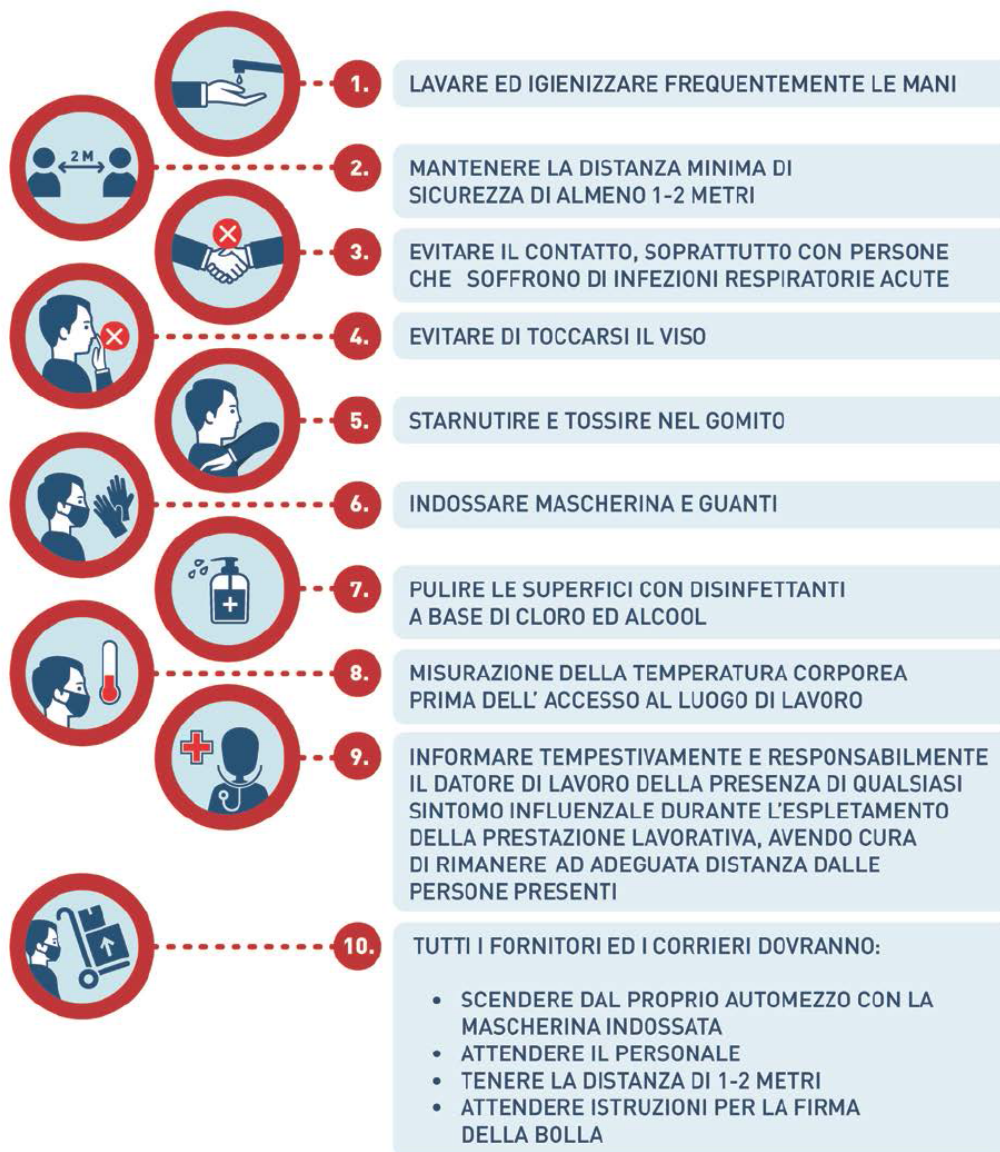 1. LAVARE ED IGIENIZZARE FREQUENTEMENTE LE MANI
2 M
2. MANTENERE LA DISTANZA MINIMA DI
SICUREZZA DI ALMENO 1-2 METRI
3. EVITARE IL CONTATTO, SOPRATTUTTO CON PERSONE
CHE SOFFRONO DI INFEZIONI RESPIRATORIE ACUTE
4. EVITARE DI TOCCARSI IL VISO
5. STARNUTIRE E TOSSIRE NEL GOMITO
6. INDOSSARE MASCHERINA E GUANTI
7. PULIRE LE SUPERFICI CON DISINFETTANTI
A BASE DI CLORO ED ALCOOL
8. MISURAZIONE DELLA TEMPERATURA CORPOREA
PRIMA DELL' ACCESSO AL LUOGO DI LAVORO
9. INFORMARE TEMPESTIVAMENTE E RESPONSABILMENTE
IL DATORE DI LAVORO DELLA PRESENZA DI QUALSIASI
SINTOMO INFLUENZALE DURANTE L'ESPLETAMENTO
DELLA PRESTAZIONE LAVORATIVA, AVENDO CURA
DI RIMANERE AD ADEGUATA DISTANZA DALLE
PERSONE PRESENTI
10. TUTTI I FORNITORI ED I CORRIERI DOVRANNO:
• SCENDERE DAL PROPRIO AUTOMEZZO CON LA
MASCHERINA INDOSSATA
• ATTENDERE IL PERSONALE
• TENERE LA DISTANZA DI 1-2 METRI
• ATTENDERE ISTRUZIONI PER LA FIRMA
DELLA BOLLA